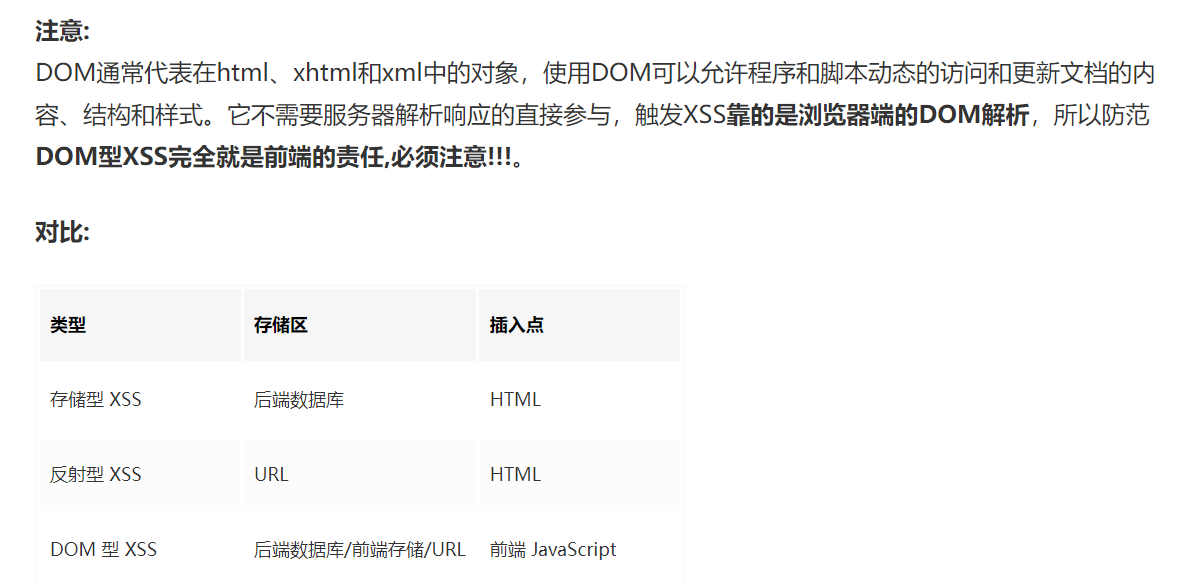 注意:
DOM通常代表在html、xhtml和xml中的对象，使用DOM可以允许程序和脚本动态的访问和更新文档的内
容、结构和样式。它不需要服务器解析响应的直接参与，触发XSS靠的是浏览器端的DOM解析，所以防范
DOM型XSS完全就是前端的责任,必须注意!!!。
对比:
类型 存储区 插入点
存储型 XSS 后端数据库 HTML
反射型 XSS URL HTML
DOM 型 XSS 后端数据库/前端存储/URL 前端 JavaScript